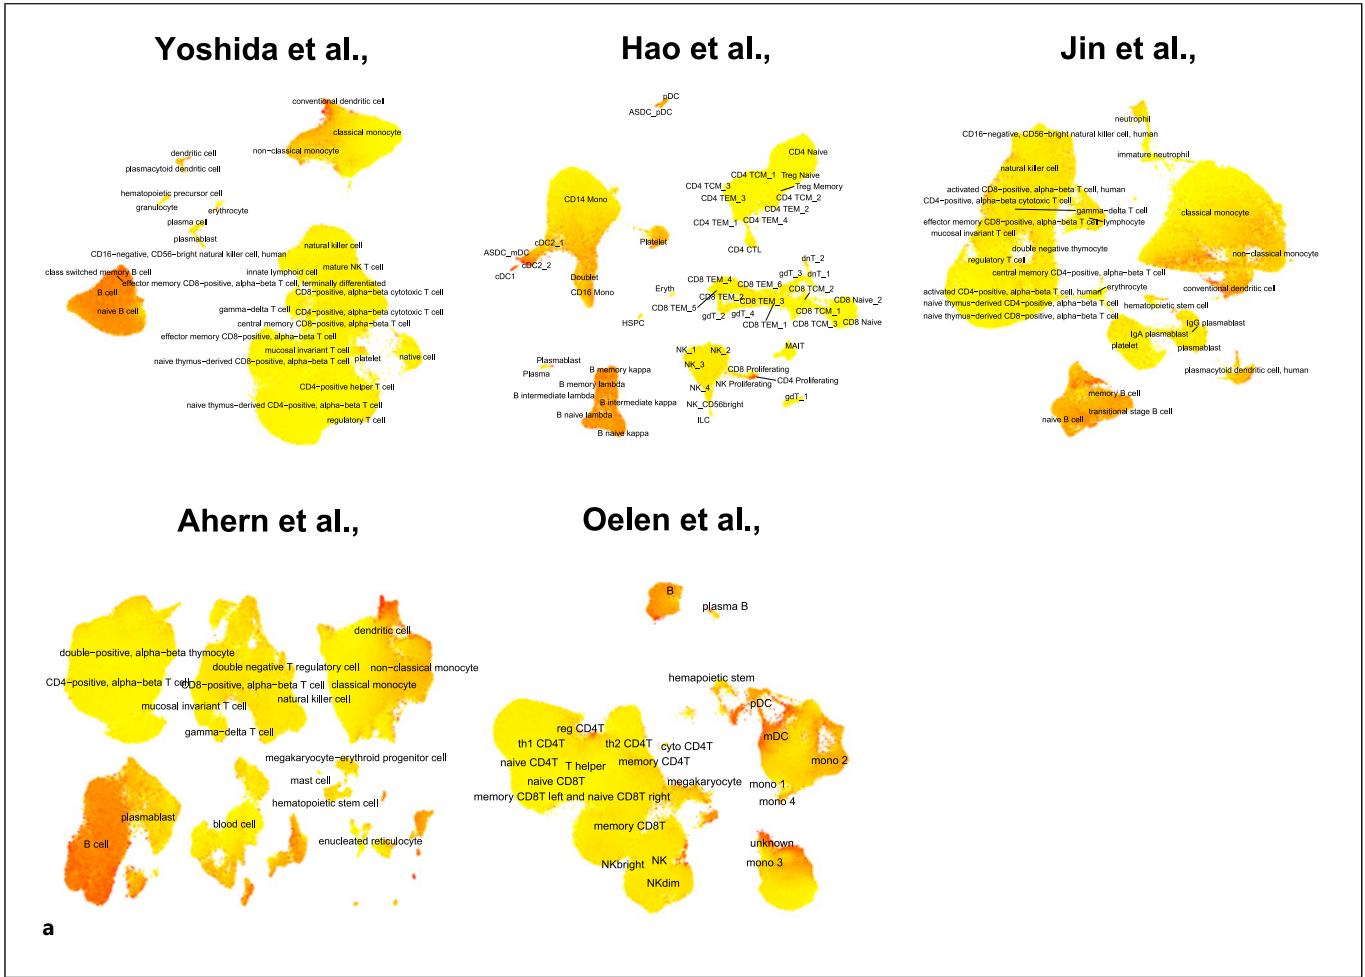 Yoshida et al.,
conventional dendritic cell
classical monocyte
non−classical monocyte
dendritic cell
plasmacytoid dendritic cell
hematopoietic precursor cell
granulocyte
erythrocyte
plasma cell
plasmablast
natural killer cell
CD16−negative, CD56−bright natural killer cell, human
mature NK T cell
class switched memory B cell
innate lymphoid cell
effector memory CD8−positive, alpha−beta T cell, terminally differentiated
B cell
CD8−positive, alpha−beta cytotoxic T cell
naive B cell
gamma−delta T cell
CD4−positive, alpha−beta cytotoxic T cell
central memory CD8−positive, alpha−beta T cell
effector memory CD8−positive, alpha−beta T cell
mucosal invariant T cell
naive thymus−derived CD8−positive, alpha−beta T cell
platelet
native cell
CD4−positive helper T cell
naive thymus−derived CD4−positive, alpha−beta T cell
regulatory T cell
Hao et al.,
pDC
ASDC_pDC
CD4 Naive
CD4 TCM_1
Treg Naive
CD4 TCM_3
Treg Memory
CD4 TEM_3
CD4 TCM_2
CD4 TEM_2
CD4 TEM_1
CD4 TEM_4
CD4 CTL
CD14 Mono
Platelet
cDC2_1
ASDC_mDC
cDC2_2
cDC1
Doublet
CD16 Mono
dnT_2
gdT_3
dnT_1
CD8 TEM_4
CD8 TEM_6
Eryth
CD8 TEM_2
CD8 TCM_2
CD8 TEM_3
CD8 Naive_2
CD8 TEM_5
gdT_2
gdT_4
CD8 TCM_1
HSPC
CD8 TEM_1
CD8 TCM_3
CD8 Naive
NK_1
NK_2
MAIT
NK_3
CD8 Proliferating
CD4 Proliferating
NK_4
NK Proliferating
gdT_1
NK_CD56bright
ILC
Plasmablast
Plasma
B memory kappa
B memory lambda
B intermediate lambda
B intermediate kappa
B naive lambda
B naive kappa
Jin et al.,
neutrophil
CD16−negative, CD56−bright natural killer cell, human
immature neutrophil
natural killer cell
activated CD8−positive, alpha−beta T cell, human
CD4−positive, alpha−beta cytotoxic T cell
gamma−delta T cell
classical monocyte
effector memory CD8−positive, alpha−beta T cell
lymphocyte
mucosal invariant T cell
double negative thymocyte
non−classical monocyte
regulatory T cell
central memory CD4−positive, alpha−beta T cell
erythrocyte
conventional dendritic cell
activated CD4−positive, alpha−beta T cell, human
naive thymus−derived CD4−positive, alpha−beta T cell
hematopoietic stem cell
naive thymus−derived CD8−positive, alpha−beta T cell
IgG plasmablast
IgA plasmablast
platelet
plasmablast
plasmacytoid dendritic cell, human
memory B cell
transitional stage B cell
naive B cell
Ahern et al.,
dendritic cell
double−positive, alpha−beta thymocyte
double negative T regulatory cell
non−classical monocyte
CD4−positive, alpha−beta T cell
CD8−positive, alpha−beta T cell
classical monocyte
natural killer cell
mucosal invariant T cell
gamma−delta T cell
megakaryocyte−erythroid progenitor cell
mast cell
hematopoietic stem cell
plasmablast
blood cell
B cell
enucleated reticulocyte
Oelen et al.,
B
plasma B
hemapoietic stem
pDC
reg CD4T
th1 CD4T
th2 CD4T
cyto CD4T
mDC
naive CD4T
T helper
memory CD4T
mono 2
naive CD8T
megakaryocyte
mono 1
memory CD8T left and naive CD8T right
mono 4
memory CD8T
unknown
NKbright
NK
mono 3
NKdim
a